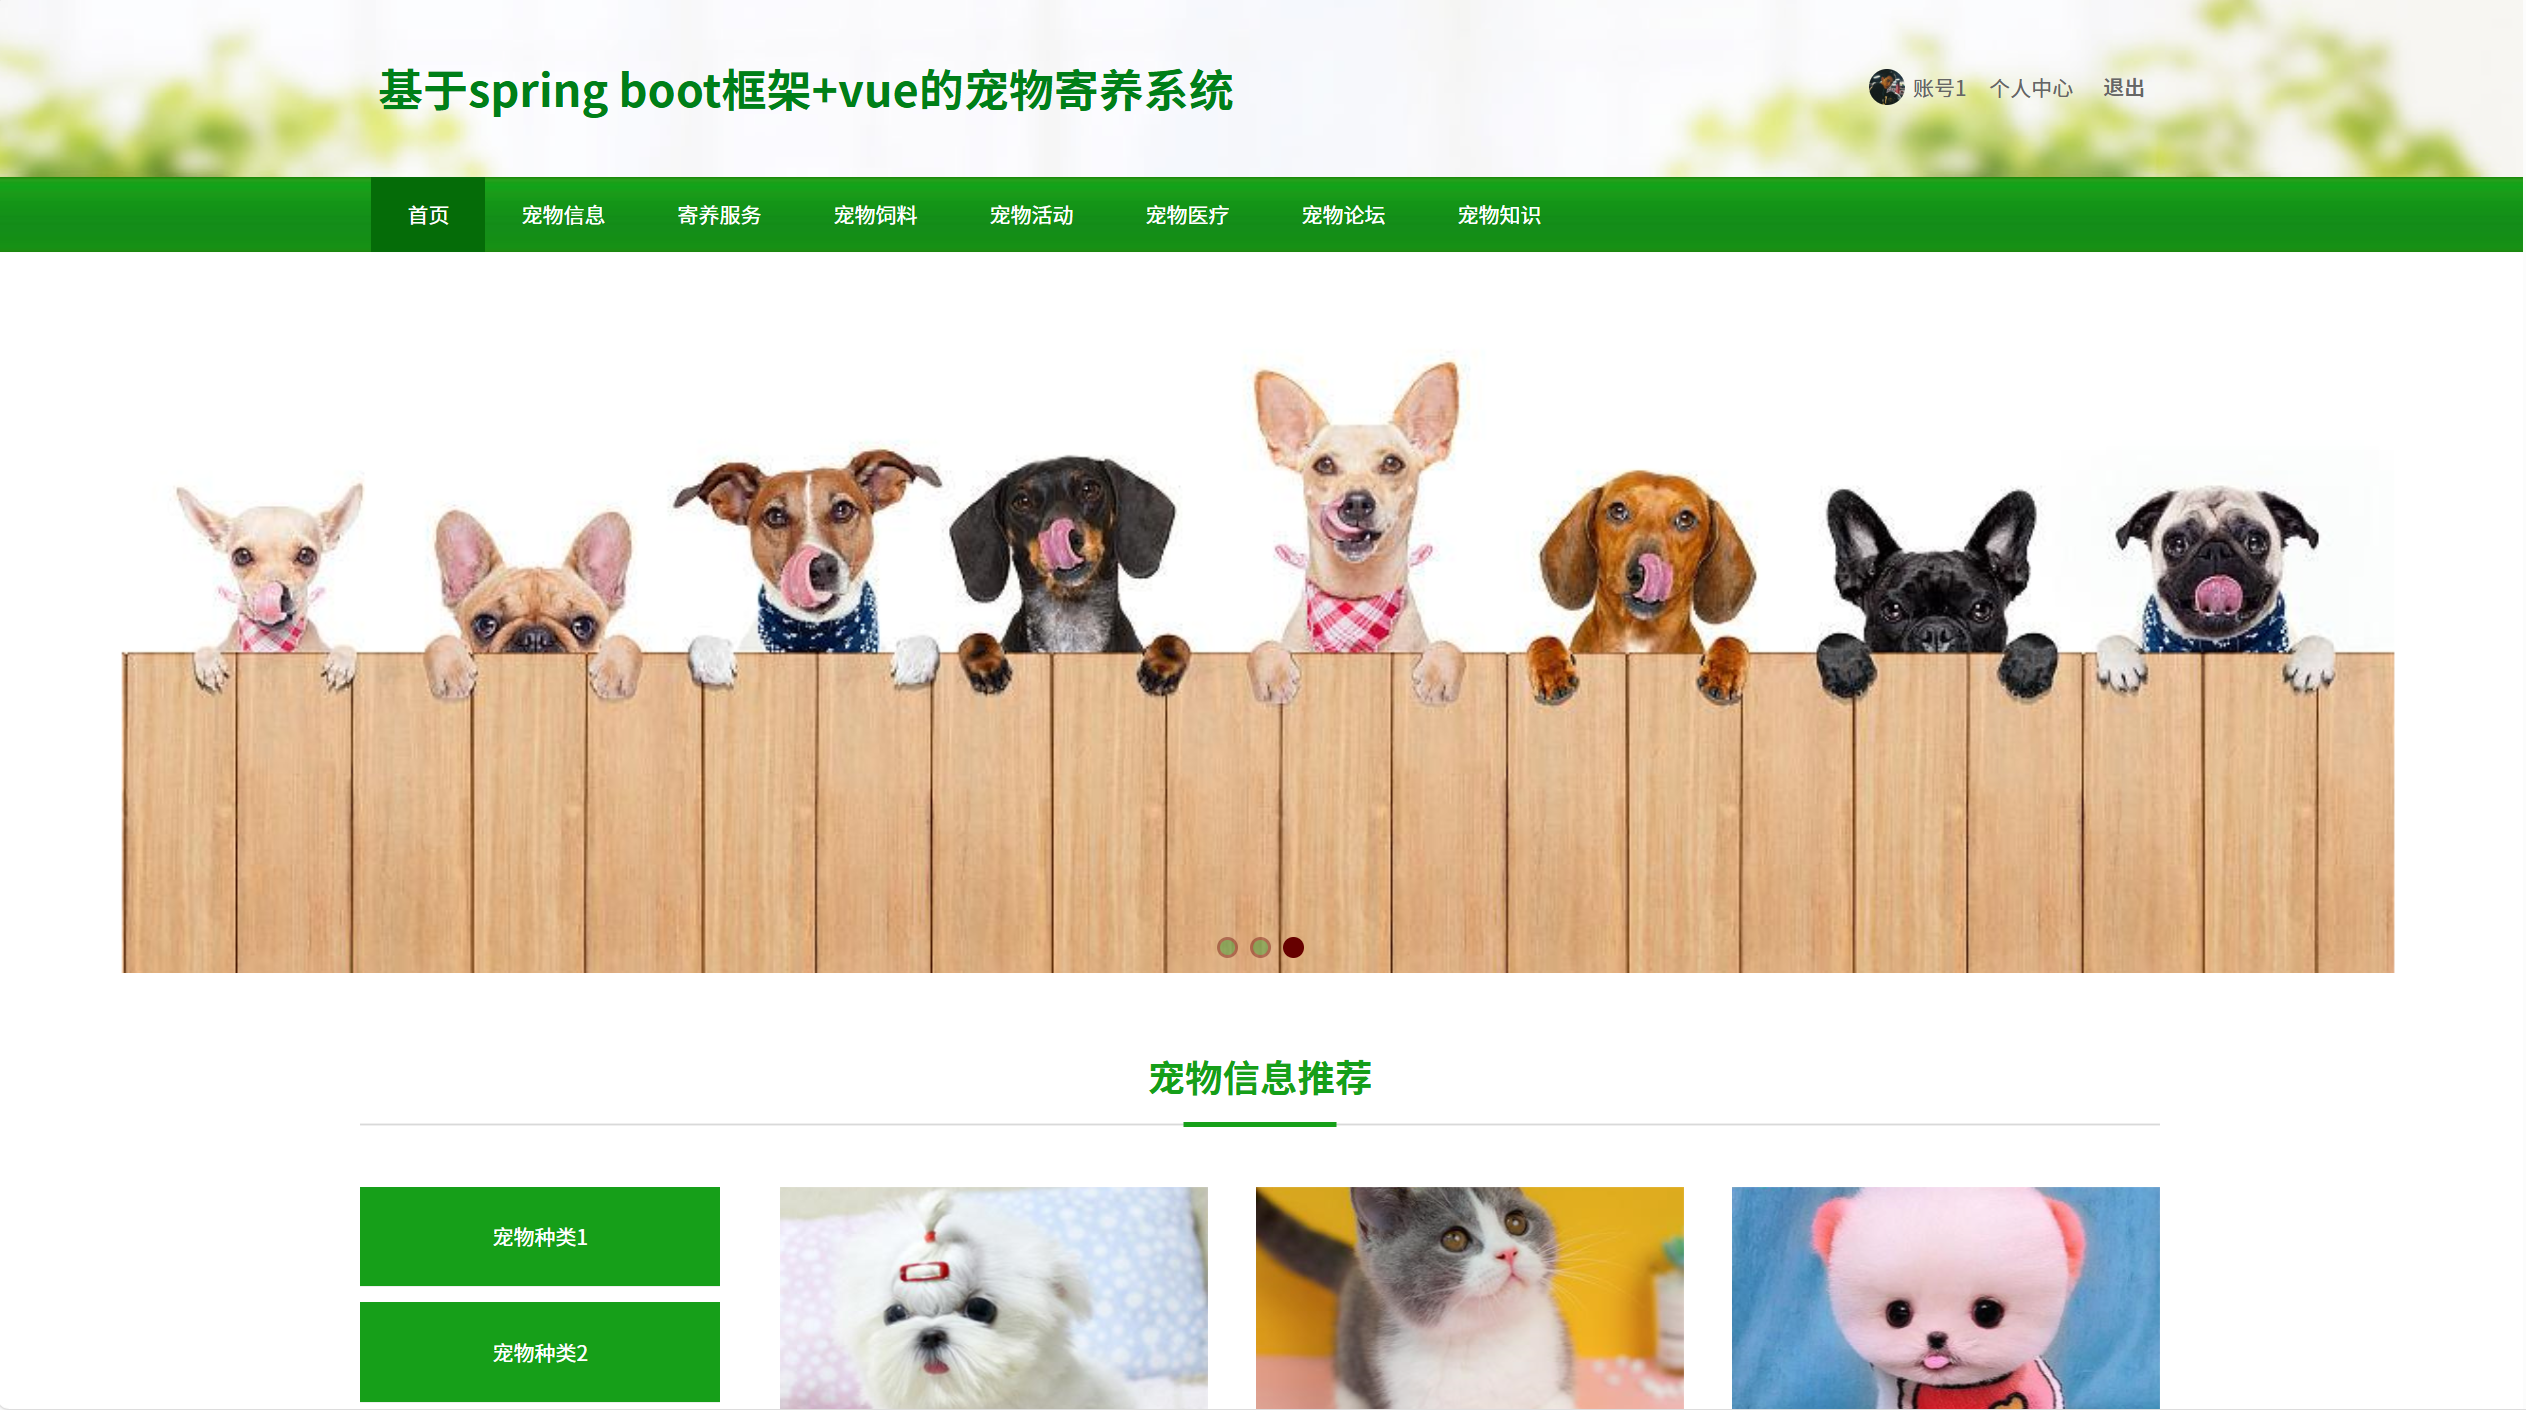 基于spring boot框架+vue的宠物寄养系统
账号1 个人中心 退出
首页 宠物信息 寄养服务 宠物饲料 宠物活动 宠物医疗 宠物论坛 宠物知识
宠物信息推荐
宠物种类1
宠物种类2